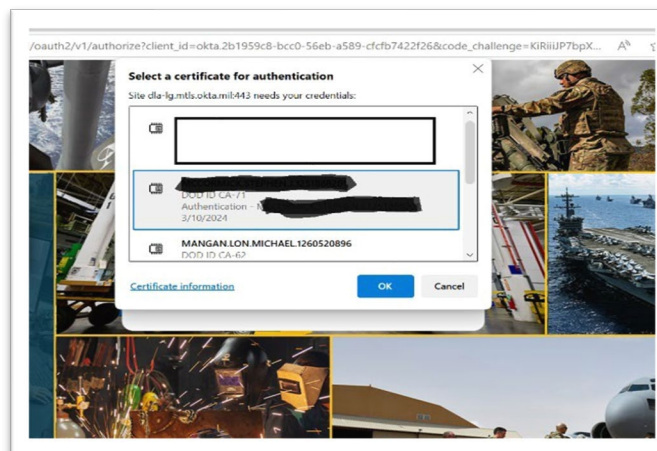 /oauth2/v1/authorize?client_id=okta.2b1959c8-bcc0-56eb-a589-cfcfb7422f26&code_challenge=KiRiiiJP7bpX... A
Select a certificate for authentication
Site dla-lg.mtls.okta.mil:443 needs your credentials:
DOD ID CA-71
Authentication -
3/10/2024
MANGAN.LON.MICHAEL.1260520896
DOD ID CA-62
Certificate information
OK
Cancel